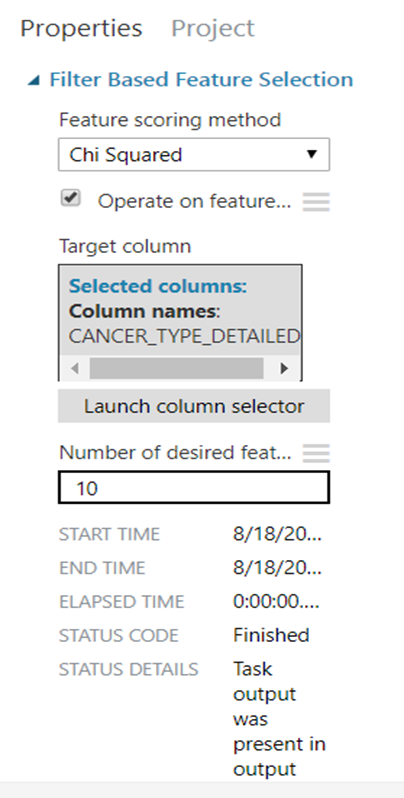 Properties Project
Filter Based Feature Selection
Feature scoring method
Chi Squared
Operate on feature...
Target column
Selected columns:
Column names:
CANCER_TYPE_DETAILED
Launch column selector
Number of desired feat...
10
START TIME 8/18/20...
END TIME 8/18/20...
ELAPSED TIME 0:00:00....
STATUS CODE Finished
STATUS DETAILS Task
output
was
present in
output